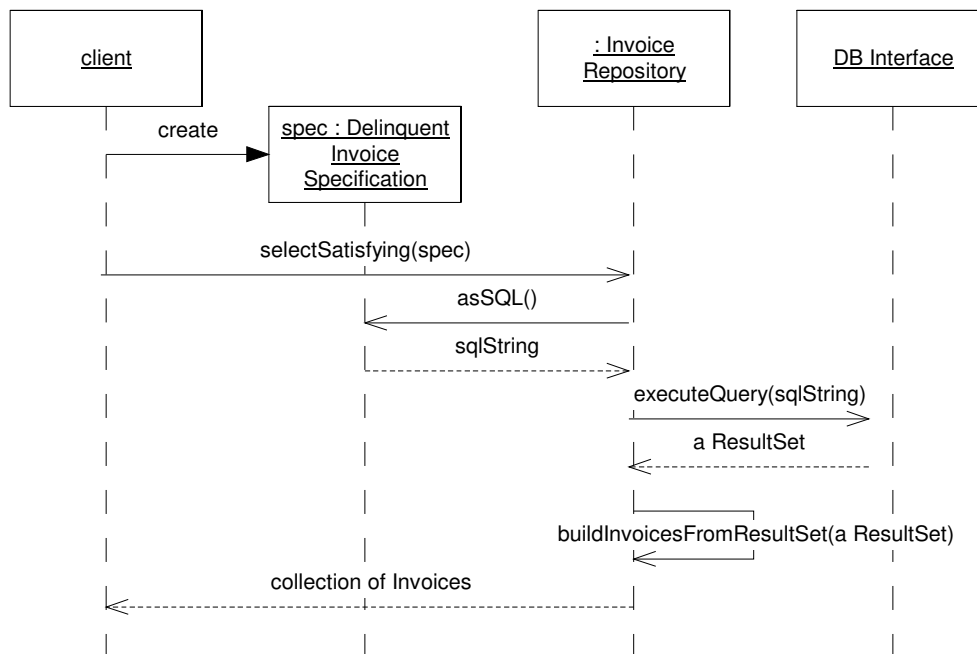 client
: Invoice
Repository
DB Interface
create
spec : Delinquent
Invoice
Specification
selectSatisfying(spec)
asSQL()
sqlString
executeQuery(sqlString)
a ResultSet
buildInvoicesFromResultSet(a ResultSet)
collection of Invoices